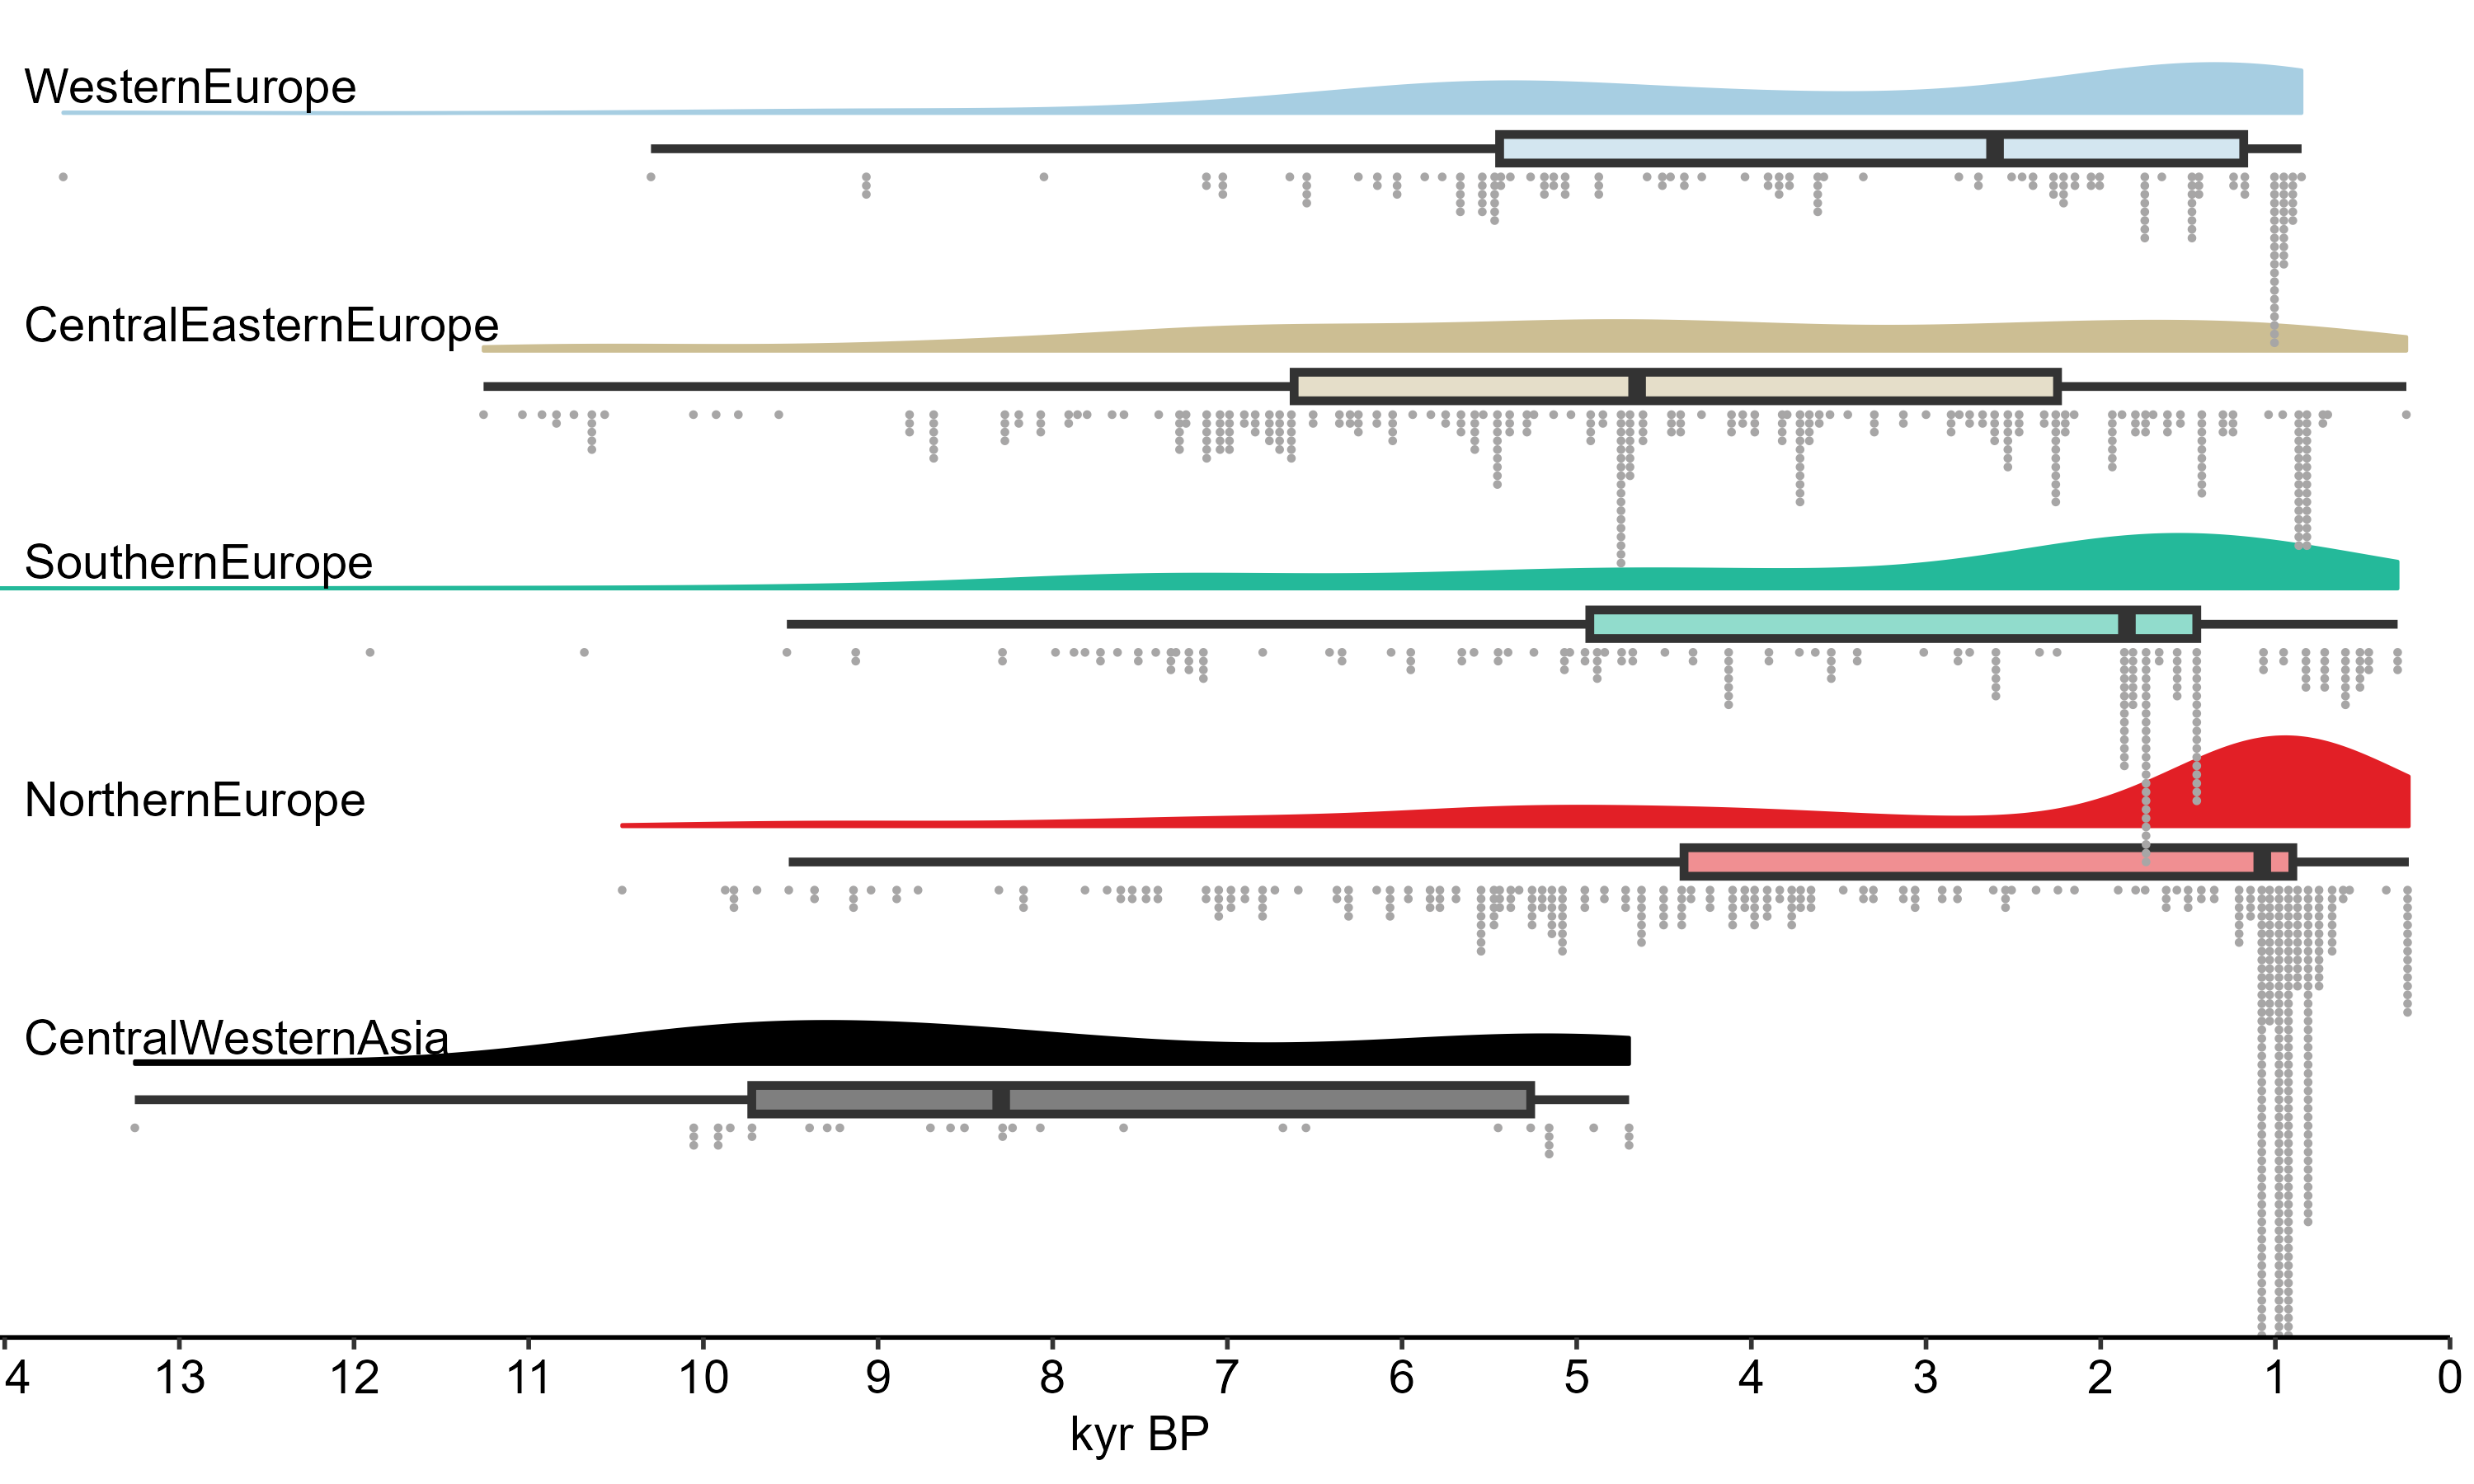 WesternEurope
CentralEasternEurope
SouthernEurope
NorthernEurope
CentralWesternAsia
4 13 12 11 10 9 8 7 6 5 4 3 2 1 0
kyr BP